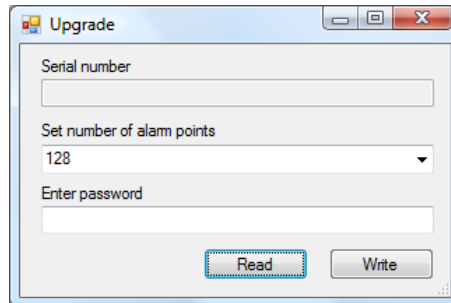 Upgrade
Serial number
Set number of alarm points
128
Enter password
Read Write